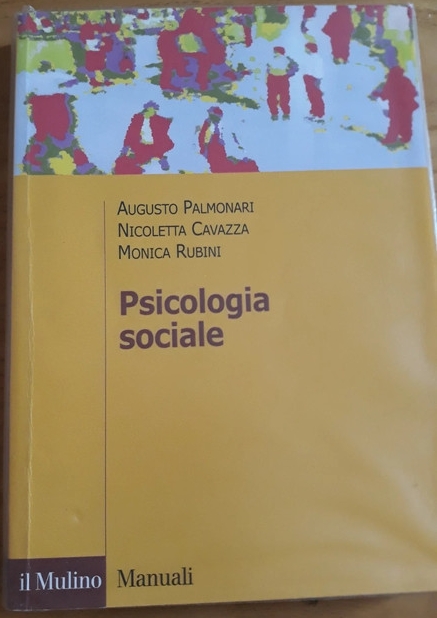 AUGUSTO PALMONARI
NICOLETTA CAVAZZA
MONICA RUBINI
Psicologia
sociale
il Mulino Manuali